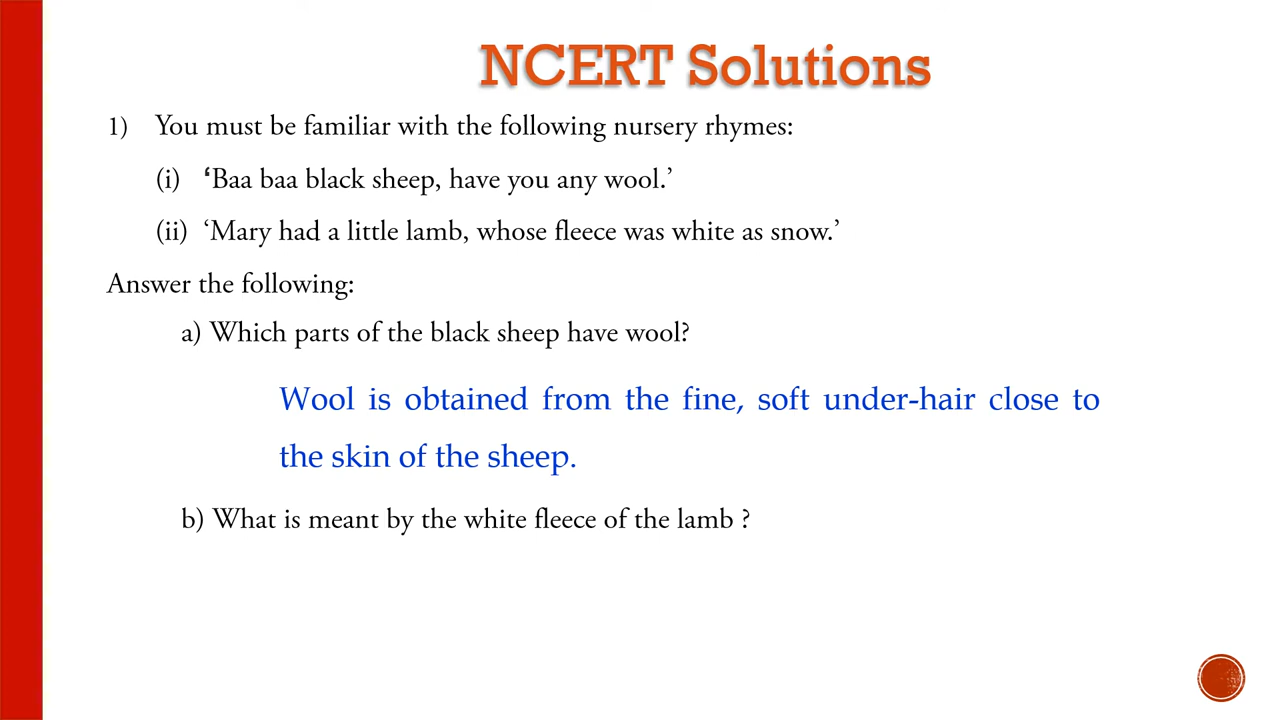 NCERT Solutions
1) You must be familiar with the following nursery rhymes:
(i) ‘Baa baa black sheep, have you any wool.’
(ii) ‘Mary had a little lamb, whose fleece was white as snow.’
Answer the following:
a) Which parts of the black sheep have wool?
Wool is obtained from the fine, soft under-hair close to
the skin of the sheep.
b) What is meant by the white fleece of the lamb ?